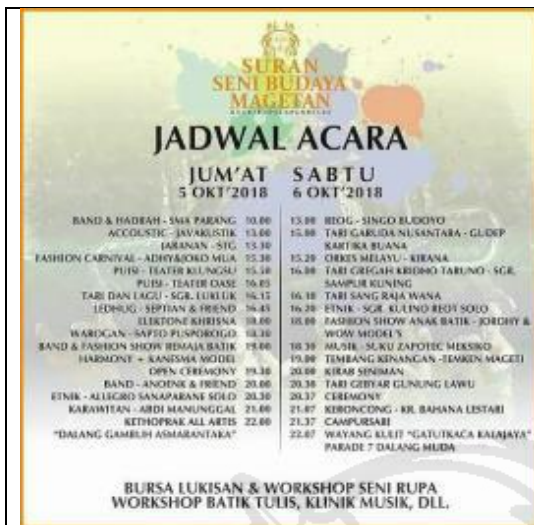 SURAN
SENI BUDAYA
MAGETAN
JADWAL ACARA
JUM'AT
5 OKT'2018
BAND & HADRAH - SMA PARANG 10.00
ACCOUSTIC - JAVAKUSTIK 13.00
JARANAN - STG 13.30
FASHION CARNIVAL - ADHY&JOKO MUA 15.30
PUISI - TEATER KLUNGSU 15.50
PUISI - TEATER OASE 16.05
TARI DAN LAGU - SGR. LUKLUK 16.15
LEDHUG - SEPTIAN & FRIEND 16.45
ELEKTONE KHRISNA 18.00
WAROGAN - SAPTO PUSPORGO 18.30
BAND & FASHION SHOW REMAJA BATIK 19.00
HARMONY + KANESMA MODEL
OPEN CEREMONY 19.30
BAND - ANOENK & FRIEND 20.00
ETNIK - ALLEGRO SANAPARANE SOLO 20.30
KARAWITAN - ABDI MANUNGGAL 21.00
KETHOPRAK ALL ARTIS 22.00
"DALANG GAMBUH ASMARANTAKA"
SABTU
6 OKT'2018
13.00 REOG - SINGO BUDOYO
15.00 TARI GARUDA NUSANTARA - GUDEP
KARTIKA BUANA
15.20 ORKES MELAYU - KIRANA
16.00 TARI GREGAH KRIDHO TARUNO - SGR.
SAMPUR KUNING
16.10 TARI SANG RAJA WANA
16.20 ETNIK - SGR. KULINO REOT SOLO
18.00 FASHION SHOW ANAK BATIK - JORDHY &
WOW MODEL'S
18.30 MUSIK - SUKU ZAPOTEC MEKSIKO
19.00 TEMBANG KENANGAN -TEMKEN MAGETI
20.00 KIRAB SENIMAN
20.30 TARI GEBYAR GUNUNG LAWU
20.37 CEREMONY
21.07 KERONCONG - KR. BAHANA LESTARI
21.37 CAMPURSARI
22.07 WAYANG KULIT "GATUTKACA KALAJAYA"
PARADE 7 DALANG MUDA
BURSA LUKISAN & WORKSHOP SENI RUPA
WORKSHOP BATIK TULIS, KLINIK MUSIK, DLL.